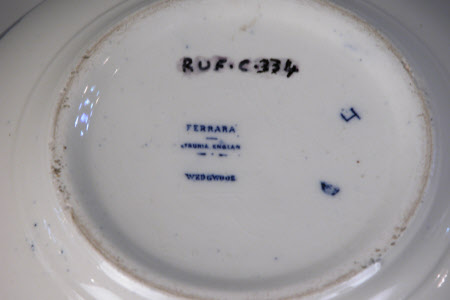 RUF·C·334
FERRARA
ETRURIA. ENGLAND
WEDGWOOD